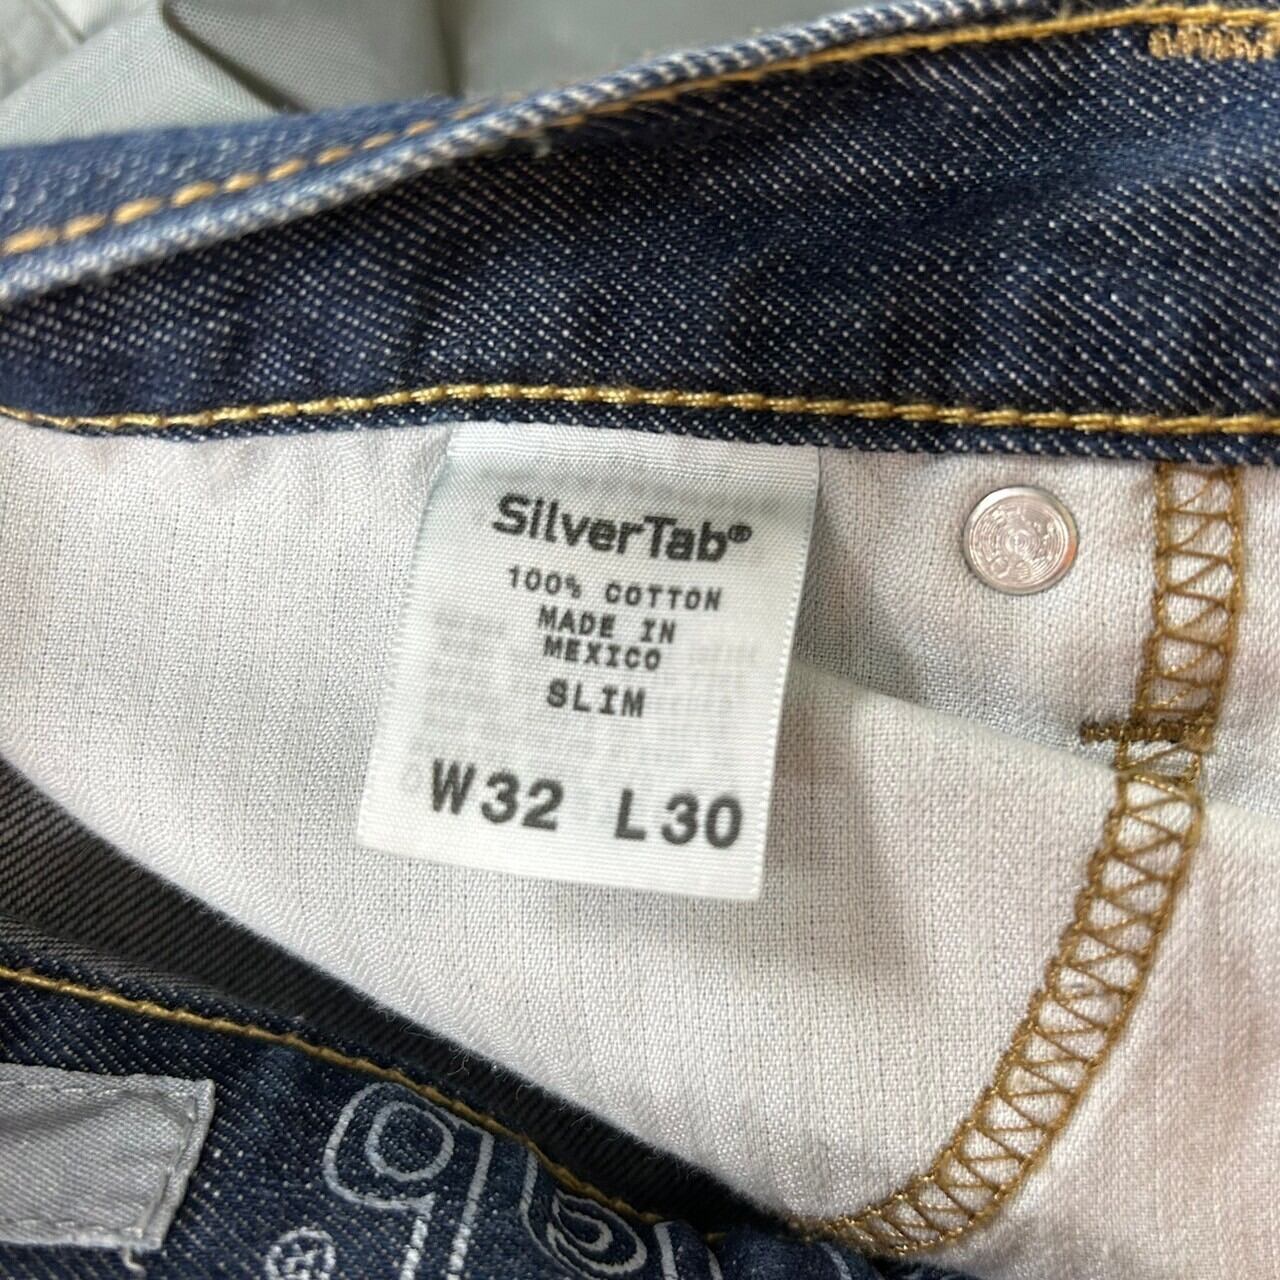 SilverTab®
100% COTTON
MADE IN
MEXICO
SLIM
W32 L30